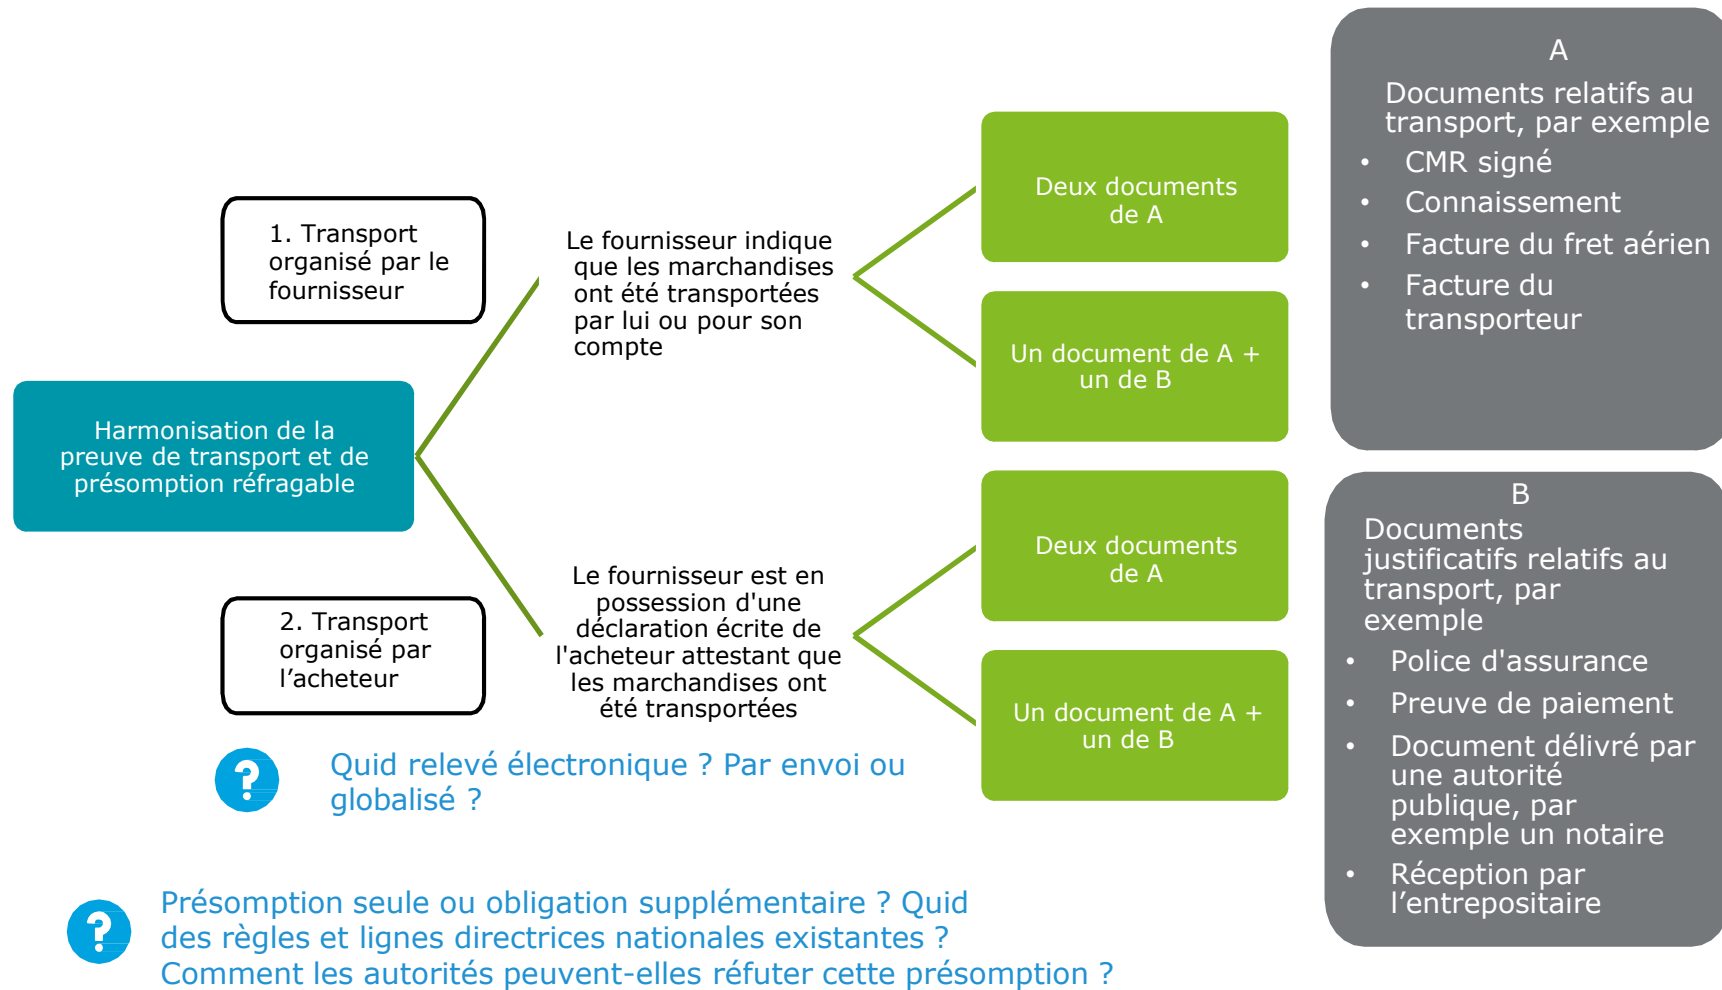 Harmonisation de la
preuve de transport et de
présomption réfragable
1. Transport
organisé par le
fournisseur
Le fournisseur indique
que les marchandises
ont été transportées
par lui ou pour son
compte
Deux documents
de A
Un document de A +
un de B
2. Transport
organisé par
l’acheteur
Le fournisseur est en
possession d'une
déclaration écrite de
l'acheteur attestant que
les marchandises ont
été transportées
Deux documents
de A
Un document de A +
un de B
A
Documents relatifs au
transport, par exemple
• CMR signé
• Connaissement
• Facture du fret aérien
• Facture du
transporteur
B
Documents
justificatifs relatifs au
transport, par
exemple
• Police d'assurance
• Preuve de paiement
• Document délivré par
une autorité
publique, par
exemple un notaire
• Réception par
l’entrepositaire
?
Quid relevé électronique ? Par envoi ou
globalisé ?
?
Présomption seule ou obligation supplémentaire ? Quid
des règles et lignes directrices nationales existantes ?
Comment les autorités peuvent-elles réfuter cette présomption ?